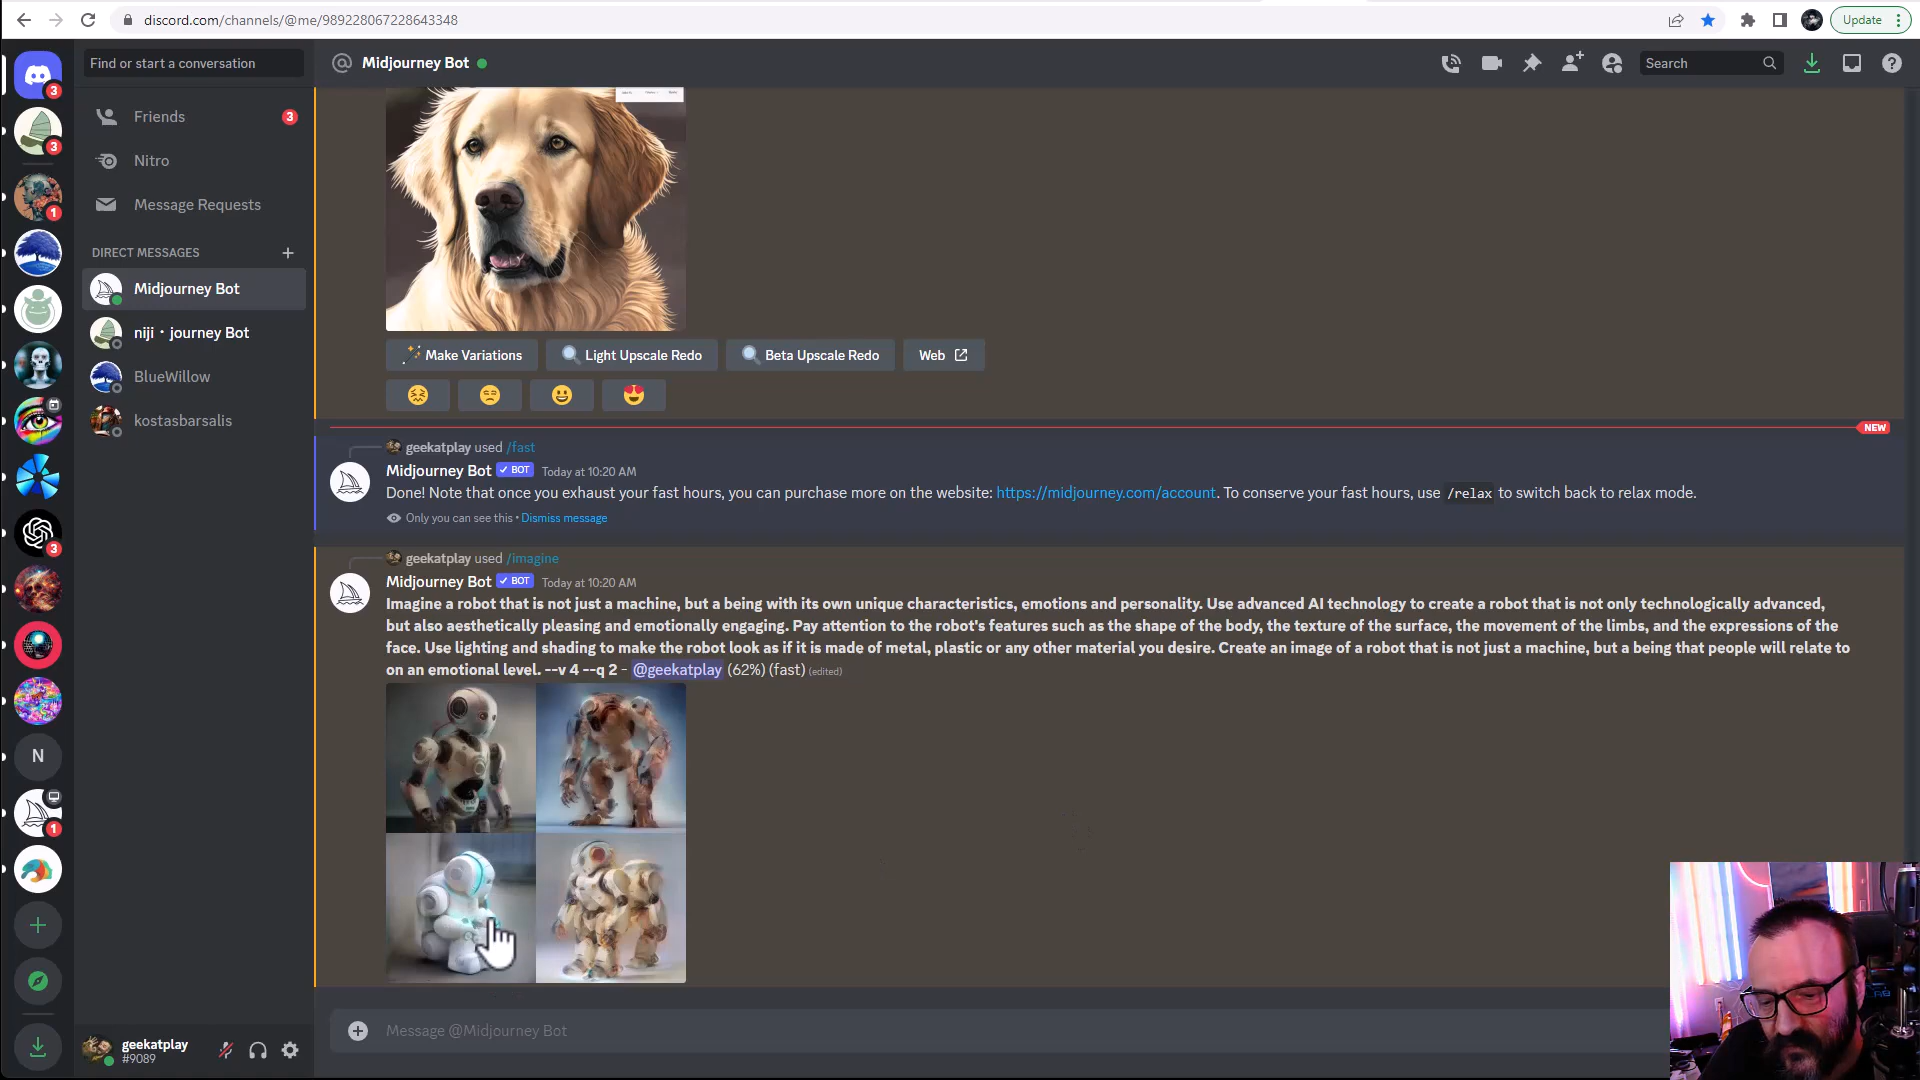 discord.com/channels/@me/989228067228643348
Update
3
3
1
N
3
1
Find or start a conversation
Friends
3
Nitro
Message Requests
DIRECT MESSAGES
Midjourney Bot
niji・journey Bot
BlueWillow
kostasbarsalis
geekatplay
#9089
Midjourney Bot
Search
Make Variations
Light Upscale Redo
Beta Upscale Redo
Web
NEW
geekatplay used /fast
Midjourney Bot BOT Today at 10:20 AM
Done! Note that once you exhaust your fast hours, you can purchase more on the website: https://midjourney.com/account. To conserve your fast hours, use /relax to switch back to relax mode.
Only you can see this • Dismiss message
geekatplay used /imagine
Midjourney Bot BOT Today at 10:20 AM
Imagine a robot that is not just a machine, but a being with its own unique characteristics, emotions and personality. Use advanced AI technology to create a robot that is not only technologically advanced,
but also aesthetically pleasing and emotionally engaging. Pay attention to the robot's features such as the shape of the body, the texture of the surface, the movement of the limbs, and the expressions of the
face. Use lighting and shading to make the robot look as if it is made of metal, plastic or any other material you desire. Create an image of a robot that is not just a machine, but a being that people will relate to
on an emotional level. --v 4 --q 2 - @geekatplay (62%) (fast) (edited)
Message @Midjourney Bot